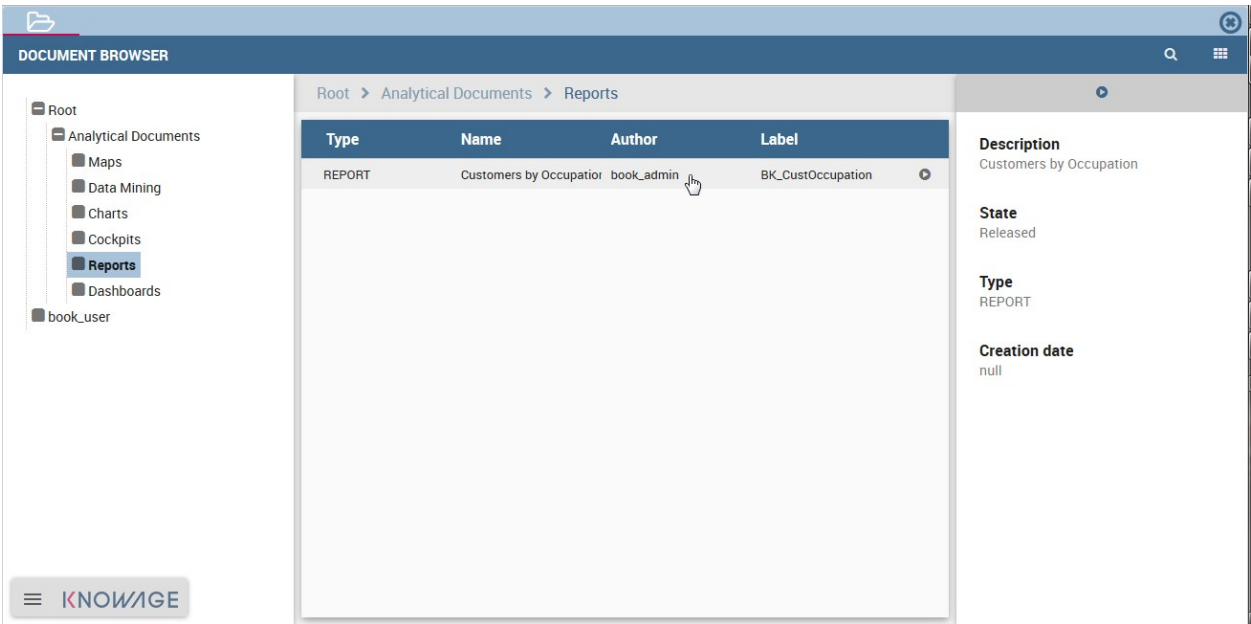 DOCUMENT BROWSER
Root
Analytical Documents
Maps
Data Mining
Charts
Cockpits
Reports
Dashboards
book_user
Root > Analytical Documents > Reports
Type Name Author Label
REPORT Customers by Occupation book_admin BK_CustOccupation
Description
Customers by Occupation
State
Released
Type
REPORT
Creation date
null
KNOWAGE